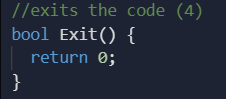 //exits the code (4)
bool Exit() {
  return 0;
}